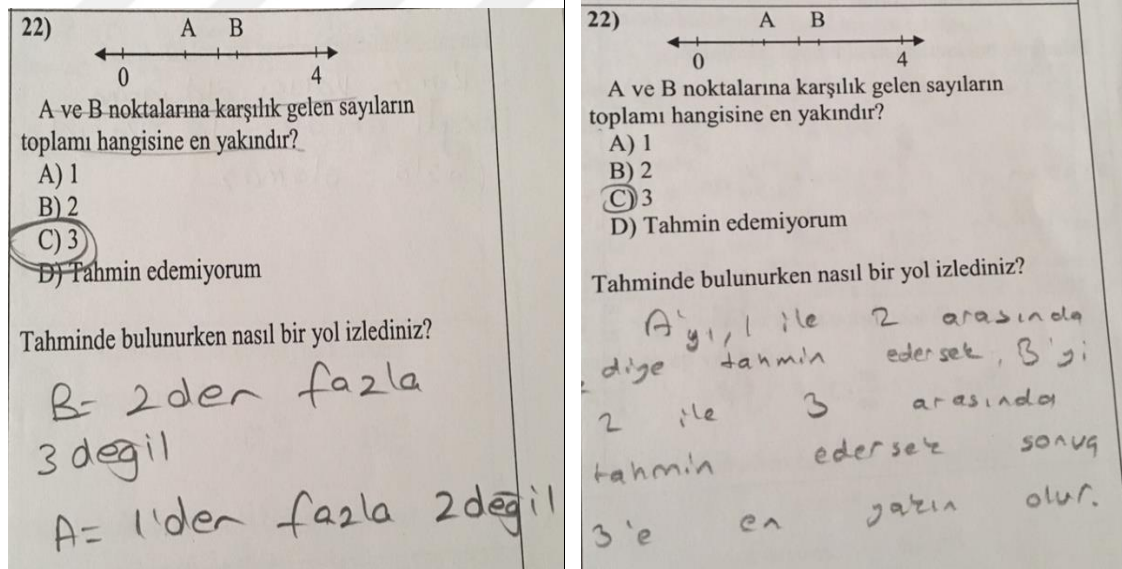 22)
A B
0 4
A ve B noktalarına karşılık gelen sayıların
toplamı hangisine en yakındır?
A) 1
B) 2
C) 3
D) Tahmin edemiyorum
Tahminde bulunurken nasıl bir yol izlediniz?
B= 2den fazla
3 değil
A= 1'den fazla 2 değil
22)
A B
0 4
A ve B noktalarına karşılık gelen sayıların
toplamı hangisine en yakındır?
A) 1
B) 2
C) 3
D) Tahmin edemiyorum
Tahminde bulunurken nasıl bir yol izlediniz?
A'yı, 1 ile 2 arasında
diye tahmin edersek, B'yi
2 ile 3 arasında
tahmin edersek sonuç
3'e en yakın olur.